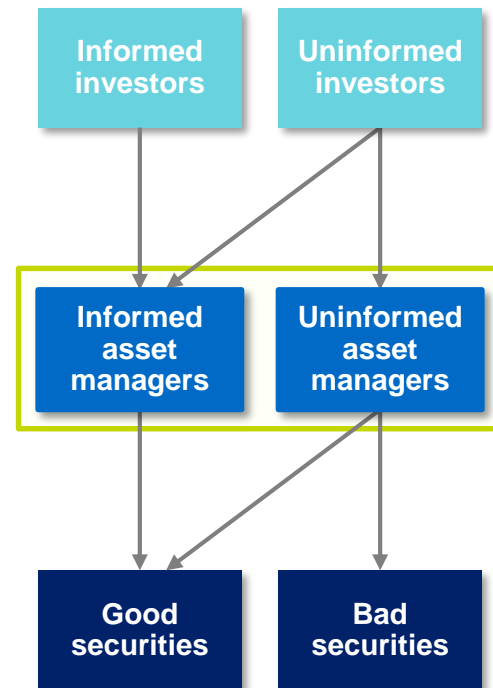 Informed
investors
Uninformed
investors
Informed
asset
managers
Uninformed
asset
managers
Good
securities
Bad
securities